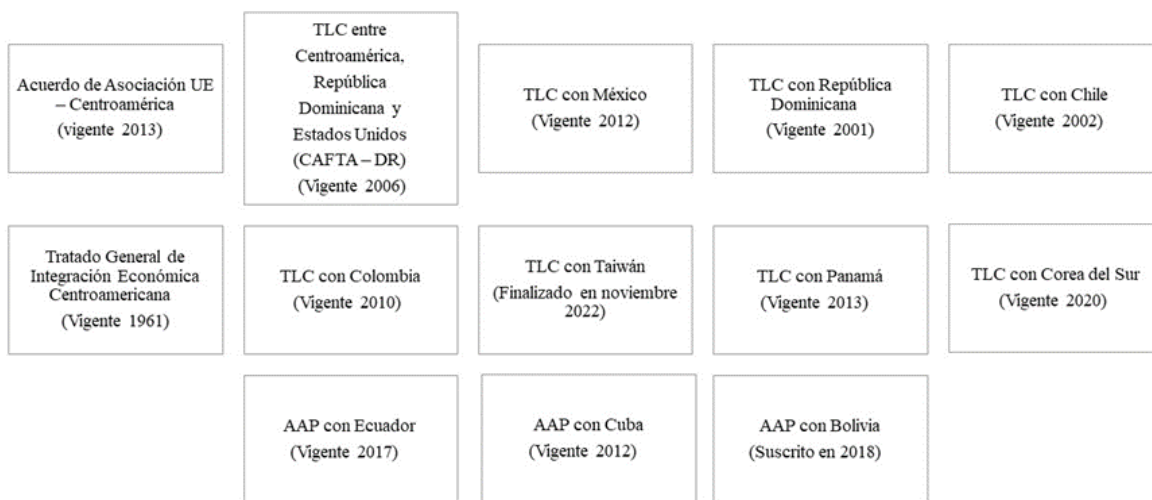 Acuerdo de Asociación UE
– Centroamérica
(vigente 2013)
TLC entre
Centroamérica,
República
Dominicana y
Estados Unidos
(CAFTA – DR)
(Vigente 2006)
TLC con México
(Vigente 2012)
TLC con República
Dominicana
(Vigente 2001)
TLC con Chile
(Vigente 2002)
Tratado General de
Integración Económica
Centroamericana
(Vigente 1961)
TLC con Colombia
(Vigente 2010)
TLC con Taiwán
(Finalizado en noviembre
2022)
TLC con Panamá
(Vigente 2013)
TLC con Corea del Sur
(Vigente 2020)
AAP con Ecuador
(Vigente 2017)
AAP con Cuba
(Vigente 2012)
AAP con Bolivia
(Suscrito en 2018)